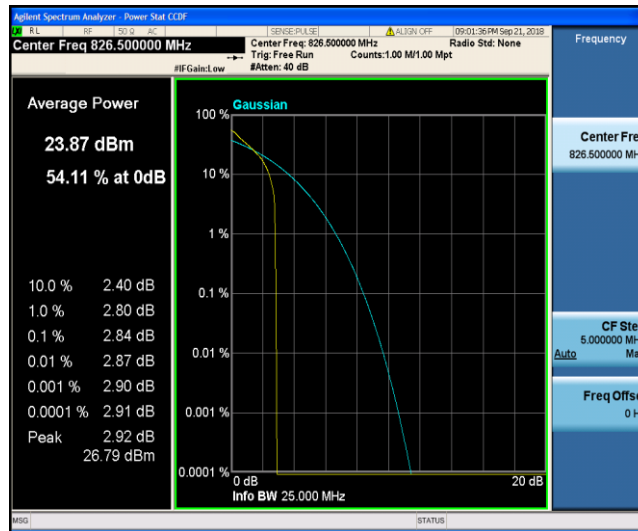 Agilent Spectrum Analyzer - Power Stat CCDF
RL RF 50 Ω AC SENSE:PULSE ALIGN OFF 09:01:36 PM Sep 21, 2018
Center Freq 826.500000 MHz
Center Freq: 826.500000 MHz Radio Std: None
Trig: Free Run Counts:1.00 M/1.00 Mpt
#IFGain:Low #Atten: 40 dB
Frequency
Average Power
23.87 dBm
54.11 % at 0dB
10.0 % 2.40 dB
1.0 % 2.80 dB
0.1 % 2.84 dB
0.01 % 2.87 dB
0.001 % 2.90 dB
0.0001 % 2.91 dB
Peak 2.92 dB
26.79 dBm
Gaussian
100 %
10 %
1 %
0.1 %
0.01 %
0.001 %
0.0001 %
0 dB 20 dB
Info BW 25.000 MHz
Center Fre
826.500000 MH
CF Ste
5.000000 MH
Auto Ma
Freq Offs
0 H
MSG STATUS